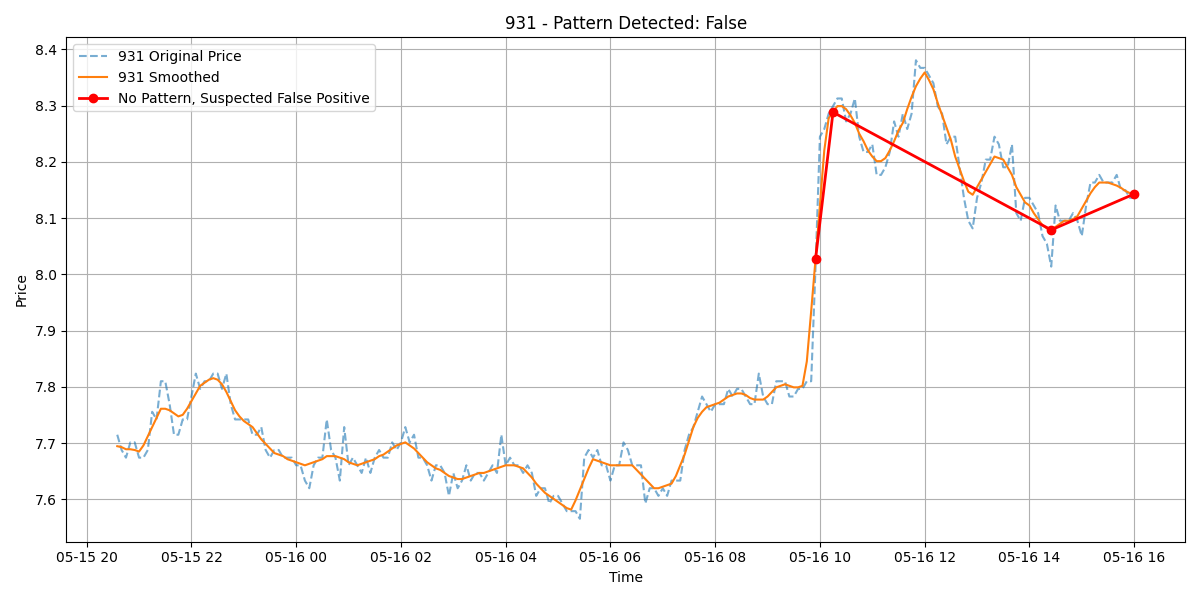 931 - Pattern Detected: False
931 Original Price
931 Smoothed
No Pattern, Suspected False Positive
Price
8.4
8.3
8.2
8.1
8.0
7.9
7.8
7.7
7.6
05-15 20 05-15 22 05-16 00 05-16 02 05-16 04 05-16 06 05-16 08 05-16 10 05-16 12 05-16 14 05-16 16
Time